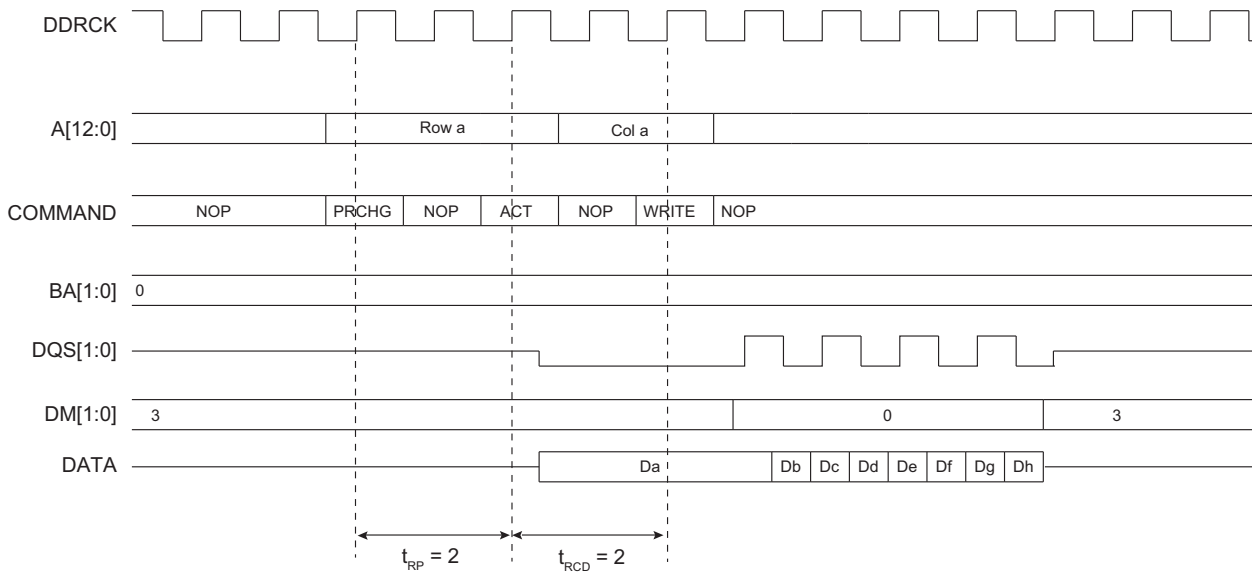 DDRCK
A[12:0] Row a Col a
COMMAND NOP PRCHG NOP ACT NOP WRITE NOP
BA[1:0] 0
DQS[1:0]
DM[1:0] 3 0 3
DATA Da Db Dc Dd De Df Dg Dh
tRP = 2 tRCD = 2